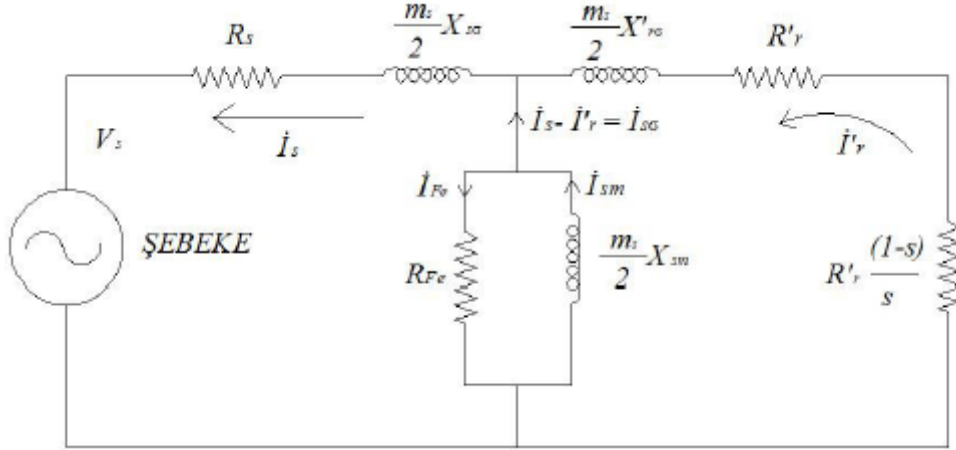 R_s
m_s/2 X_sσ
m_s/2 X'_rσ
R'_r
V_s
İ_s
İ_s - İ'_r = İ_sσ
İ'_r
İ_Fe
İ_sm
ŞEBEKE
R_Fe
m_s/2 X_sm
R'_r (1-s)/s